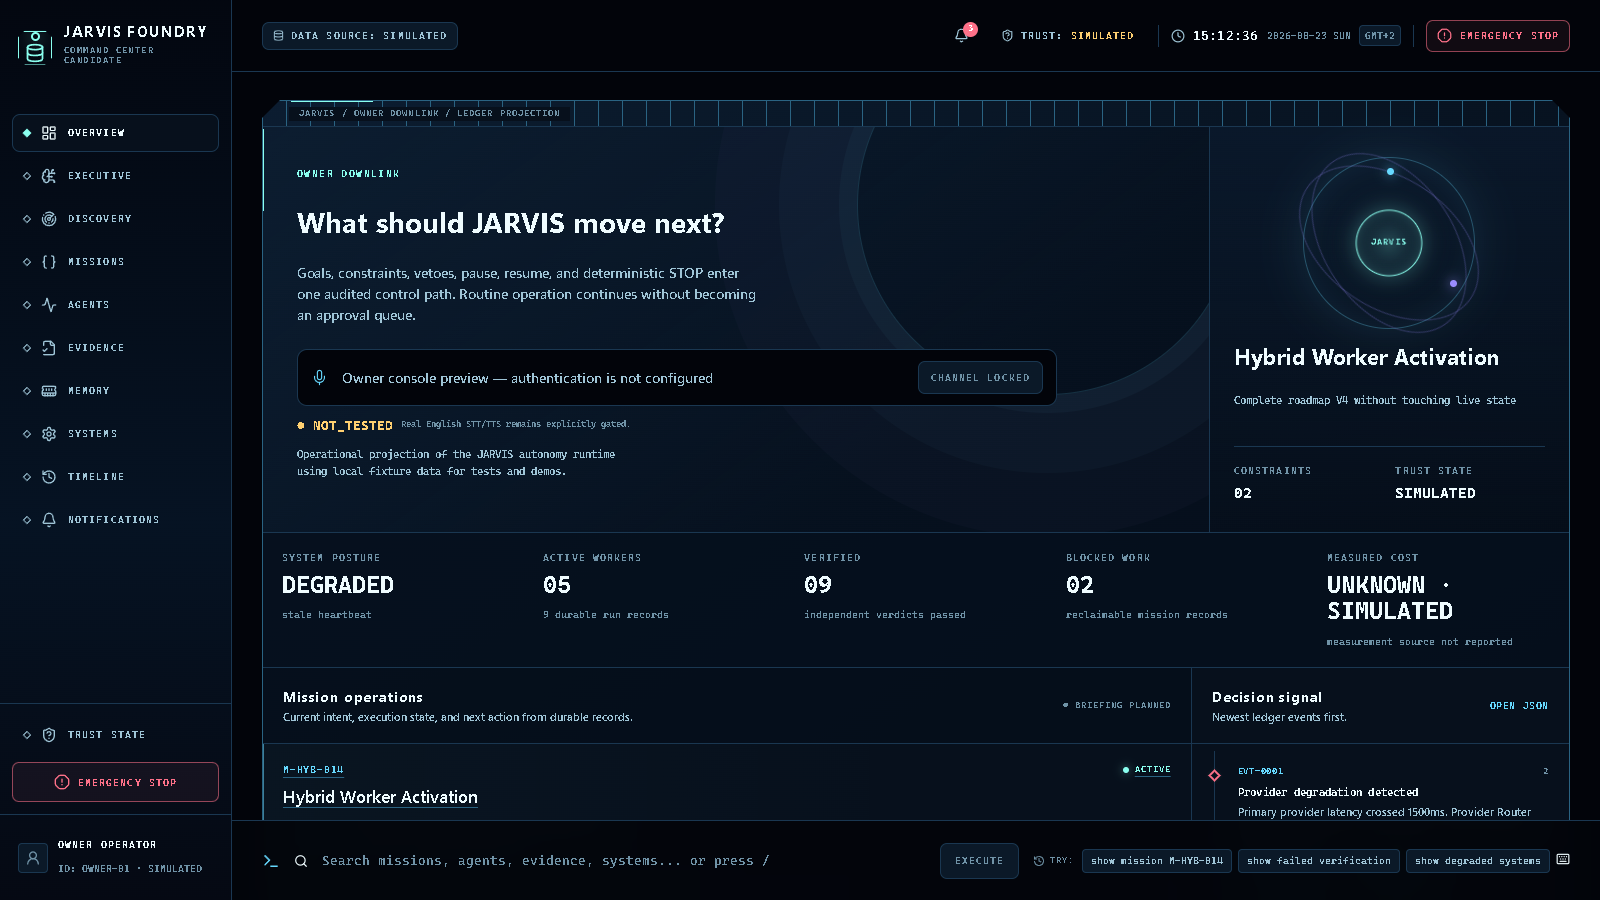 JARVIS FOUNDRY
COMMAND CENTER
CANDIDATE
DATA SOURCE: SIMULATED
3
TRUST: SIMULATED
15:12:36 2026-08-23 SUN GMT+2
EMERGENCY STOP
OVERVIEW
EXECUTIVE
DISCOVERY
MISSIONS
AGENTS
EVIDENCE
MEMORY
SYSTEMS
TIMELINE
NOTIFICATIONS
TRUST STATE
EMERGENCY STOP
OWNER OPERATOR
ID: OWNER-01 · SIMULATED
JARVIS / OWNER DOWNLINK / LEDGER PROJECTION
OWNER DOWNLINK
What should JARVIS move next?
Goals, constraints, vetoes, pause, resume, and deterministic STOP enter
one audited control path. Routine operation continues without becoming
an approval queue.
Owner console preview — authentication is not configured
CHANNEL LOCKED
NOT_TESTED Real English STT/TTS remains explicitly gated.
Operational projection of the JARVIS autonomy runtime
using local fixture data for tests and demos.
JARVIS
Hybrid Worker Activation
Complete roadmap V4 without touching live state
CONSTRAINTS
02
TRUST STATE
SIMULATED
SYSTEM POSTURE
DEGRADED
stale heartbeat
ACTIVE WORKERS
05
9 durable run records
VERIFIED
09
independent verdicts passed
BLOCKED WORK
02
reclaimable mission records
MEASURED COST
UNKNOWN ·
SIMULATED
measurement source not reported
Mission operations
Current intent, execution state, and next action from durable records.
BRIEFING PLANNED
M-HYB-014
ACTIVE
Hybrid Worker Activation
Decision signal
Newest ledger events first.
OPEN JSON
EVT-0001
2
Provider degradation detected
Primary provider latency crossed 1500ms. Provider Router
Search missions, agents, evidence, systems... or press /
EXECUTE
TRY:
show mission M-HYB-014
show failed verification
show degraded systems